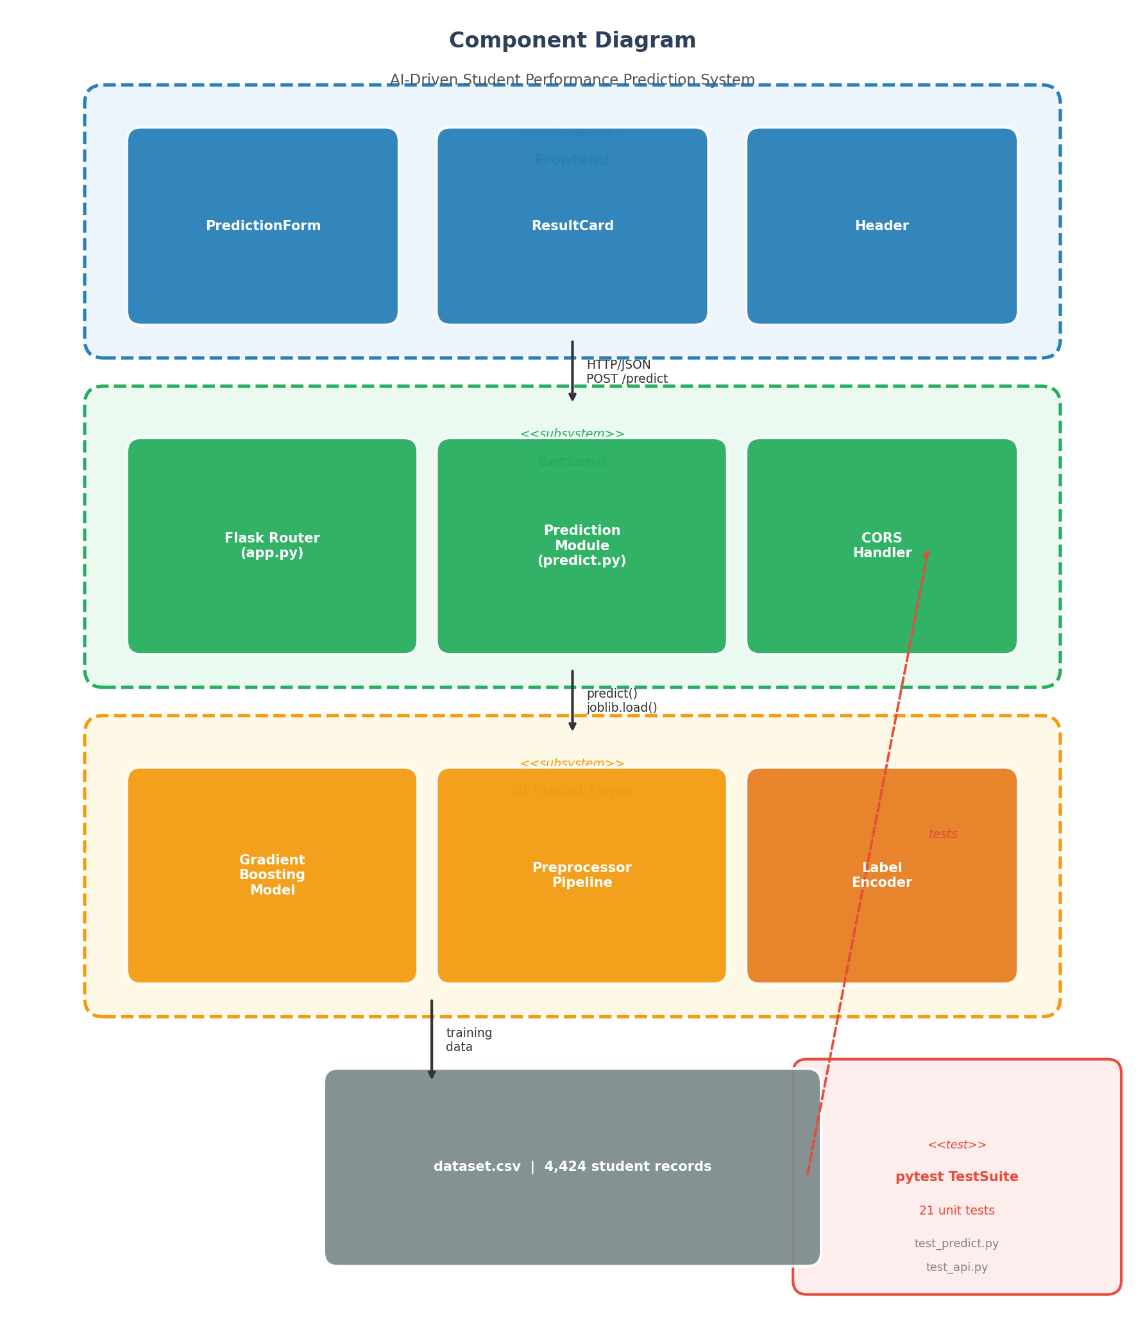 Component Diagram
AI-Driven Student Performance Prediction System
<<subsystem>>
Frontend
PredictionForm
ResultCard
Header
HTTP/JSON
POST /predict
<<subsystem>>
Backend
Flask Router
(app.py)
Prediction
Module
(predict.py)
CORS
Handler
predict()
joblib.load()
<<subsystem>>
AI Model Layer
Gradient
Boosting
Model
Preprocessor
Pipeline
Label
Encoder
tests
training
data
dataset.csv | 4,424 student records
<<test>>
pytest TestSuite
21 unit tests
test_predict.py
test_api.py